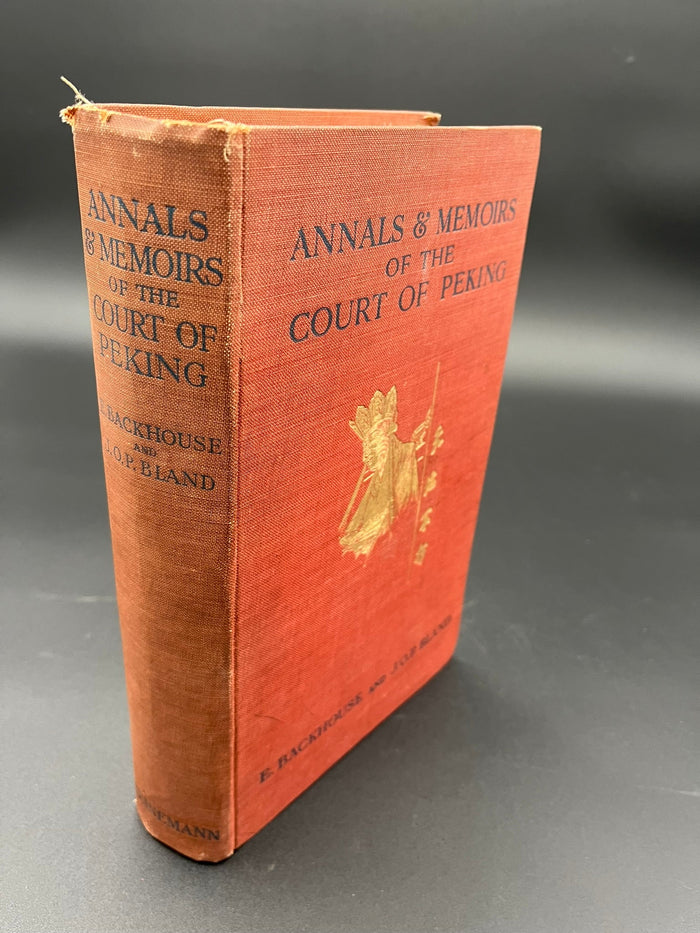 ANNALS
& MEMOIRS
OF THE
COURT OF
PEKING
BACKHOUSE
AND
J.O.P. BLAND
ANNALS & MEMOIRS
OF THE
COURT OF PEKING
E. BACKHOUSE AND J.O.P. BLAND